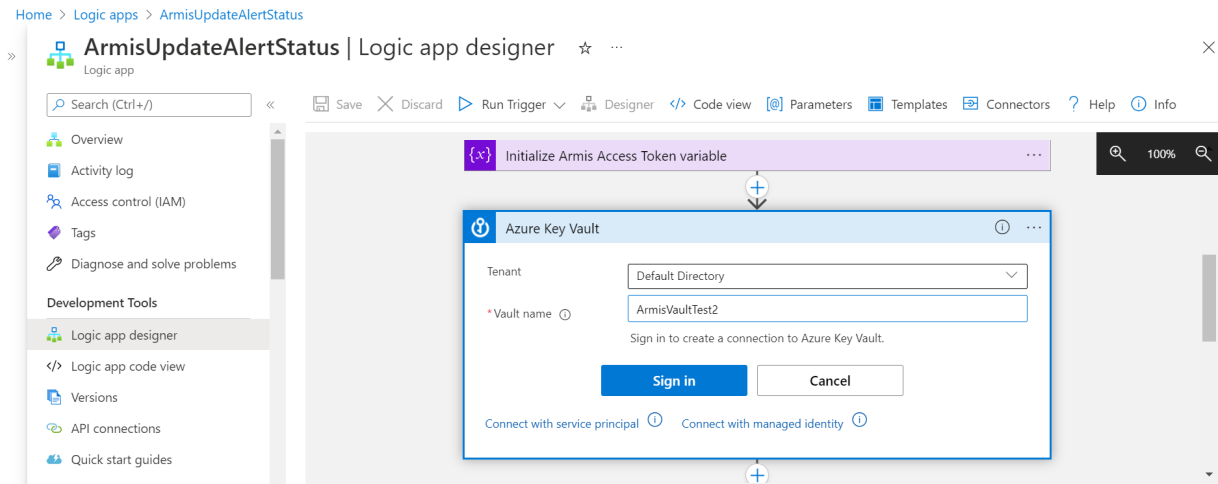 Home > Logic apps > ArmisUpdateAlertStatus
ArmisUpdateAlertStatus | Logic app designer
Logic app
Search (Ctrl+/)
Save Discard Run Trigger Designer Code view Parameters Templates Connectors Help Info
Overview
Activity log
Access control (IAM)
Tags
Diagnose and solve problems
Development Tools
Logic app designer
Logic app code view
Versions
API connections
Quick start guides
{x} Initialize Armis Access Token variable
100%
Azure Key Vault
Tenant Default Directory
*Vault name ArmisVaultTest2
Sign in to create a connection to Azure Key Vault.
Sign in Cancel
Connect with service principal Connect with managed identity